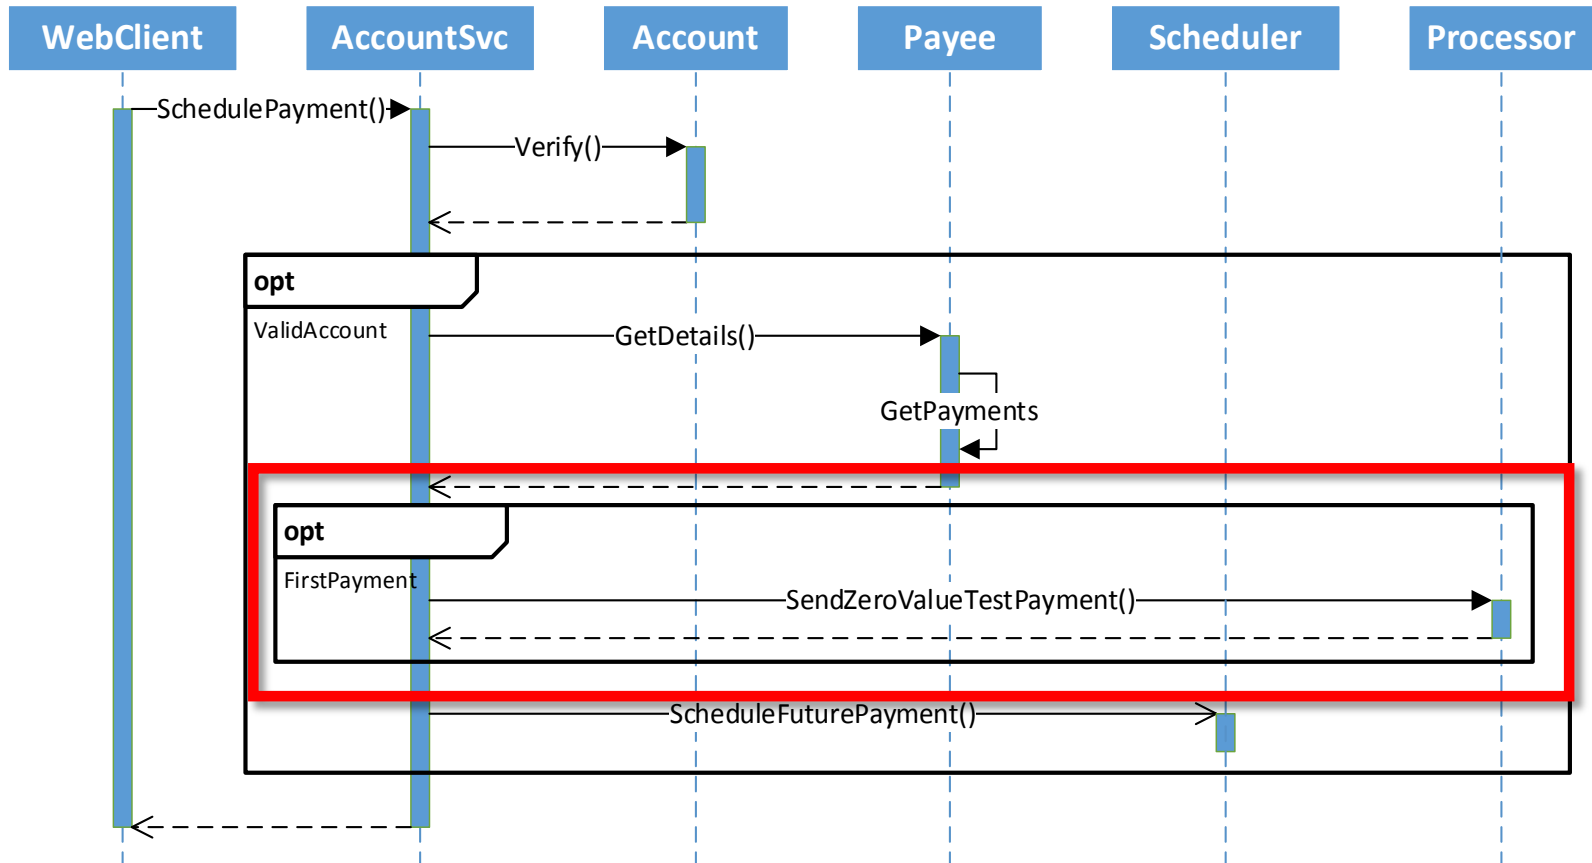 WebClient
AccountSvc
Account
Payee
Scheduler
Processor
SchedulePayment()
Verify()
opt
ValidAccount
GetDetails()
GetPayments
opt
FirstPayment
SendZeroValueTestPayment()
ScheduleFuturePayment()